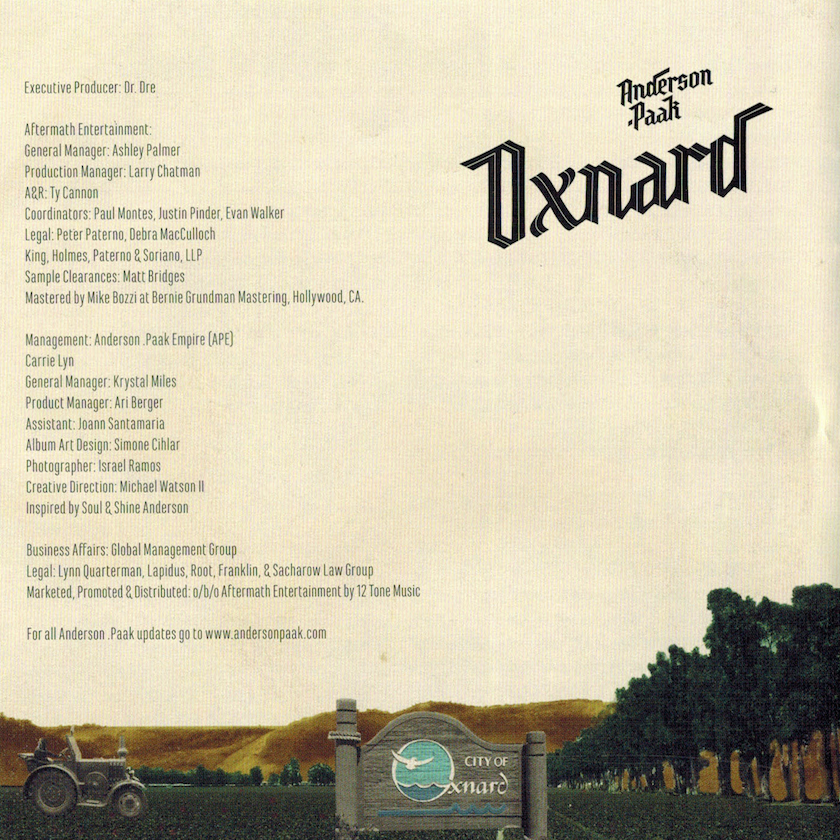 Anderson
.Paak
Oxnard
Executive Producer: Dr. Dre
Aftermath Entertainment:
General Manager: Ashley Palmer
Production Manager: Larry Chatman
A&R: Ty Cannon
Coordinators: Paul Montes, Justin Pinder, Evan Walker
Legal: Peter Paterno, Debra MacCulloch
King, Holmes, Paterno & Soriano, LLP
Sample Clearances: Matt Bridges
Mastered by Mike Bozzi at Bernie Grundman Mastering, Hollywood, CA.
Management: Anderson .Paak Empire (APE)
Carrie Lyn
General Manager: Krystal Miles
Product Manager: Ari Berger
Assistant: Joann Santamaria
Album Art Design: Simone Cihlar
Photographer: Israel Ramos
Creative Direction: Michael Watson II
Inspired by Soul & Shine Anderson
Business Affairs: Global Management Group
Legal: Lynn Quarterman, Lapidus, Root, Franklin, & Sacharow Law Group
Marketed, Promoted & Distributed: o/b/o Aftermath Entertainment by 12 Tone Music
For all Anderson .Paak updates go to www.andersonpaak.com
CITY OF
Oxnard